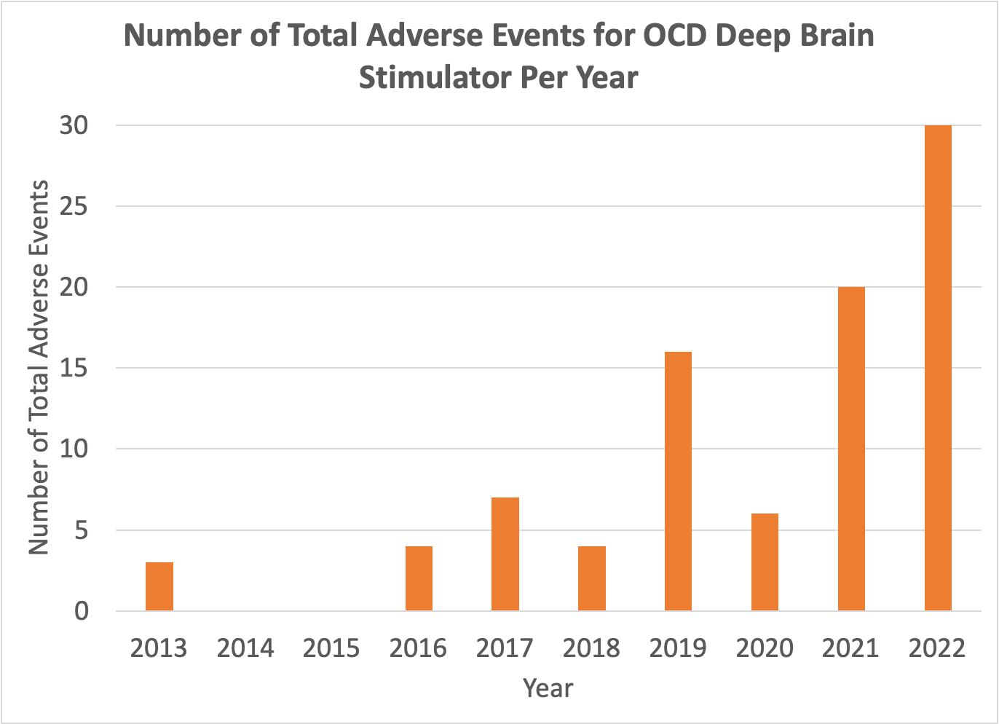 Number of Total Adverse Events for OCD Deep Brain
Stimulator Per Year
Number of Total Adverse Events
30
25
20
15
10
5
0
2013 2014 2015 2016 2017 2018 2019 2020 2021 2022
Year